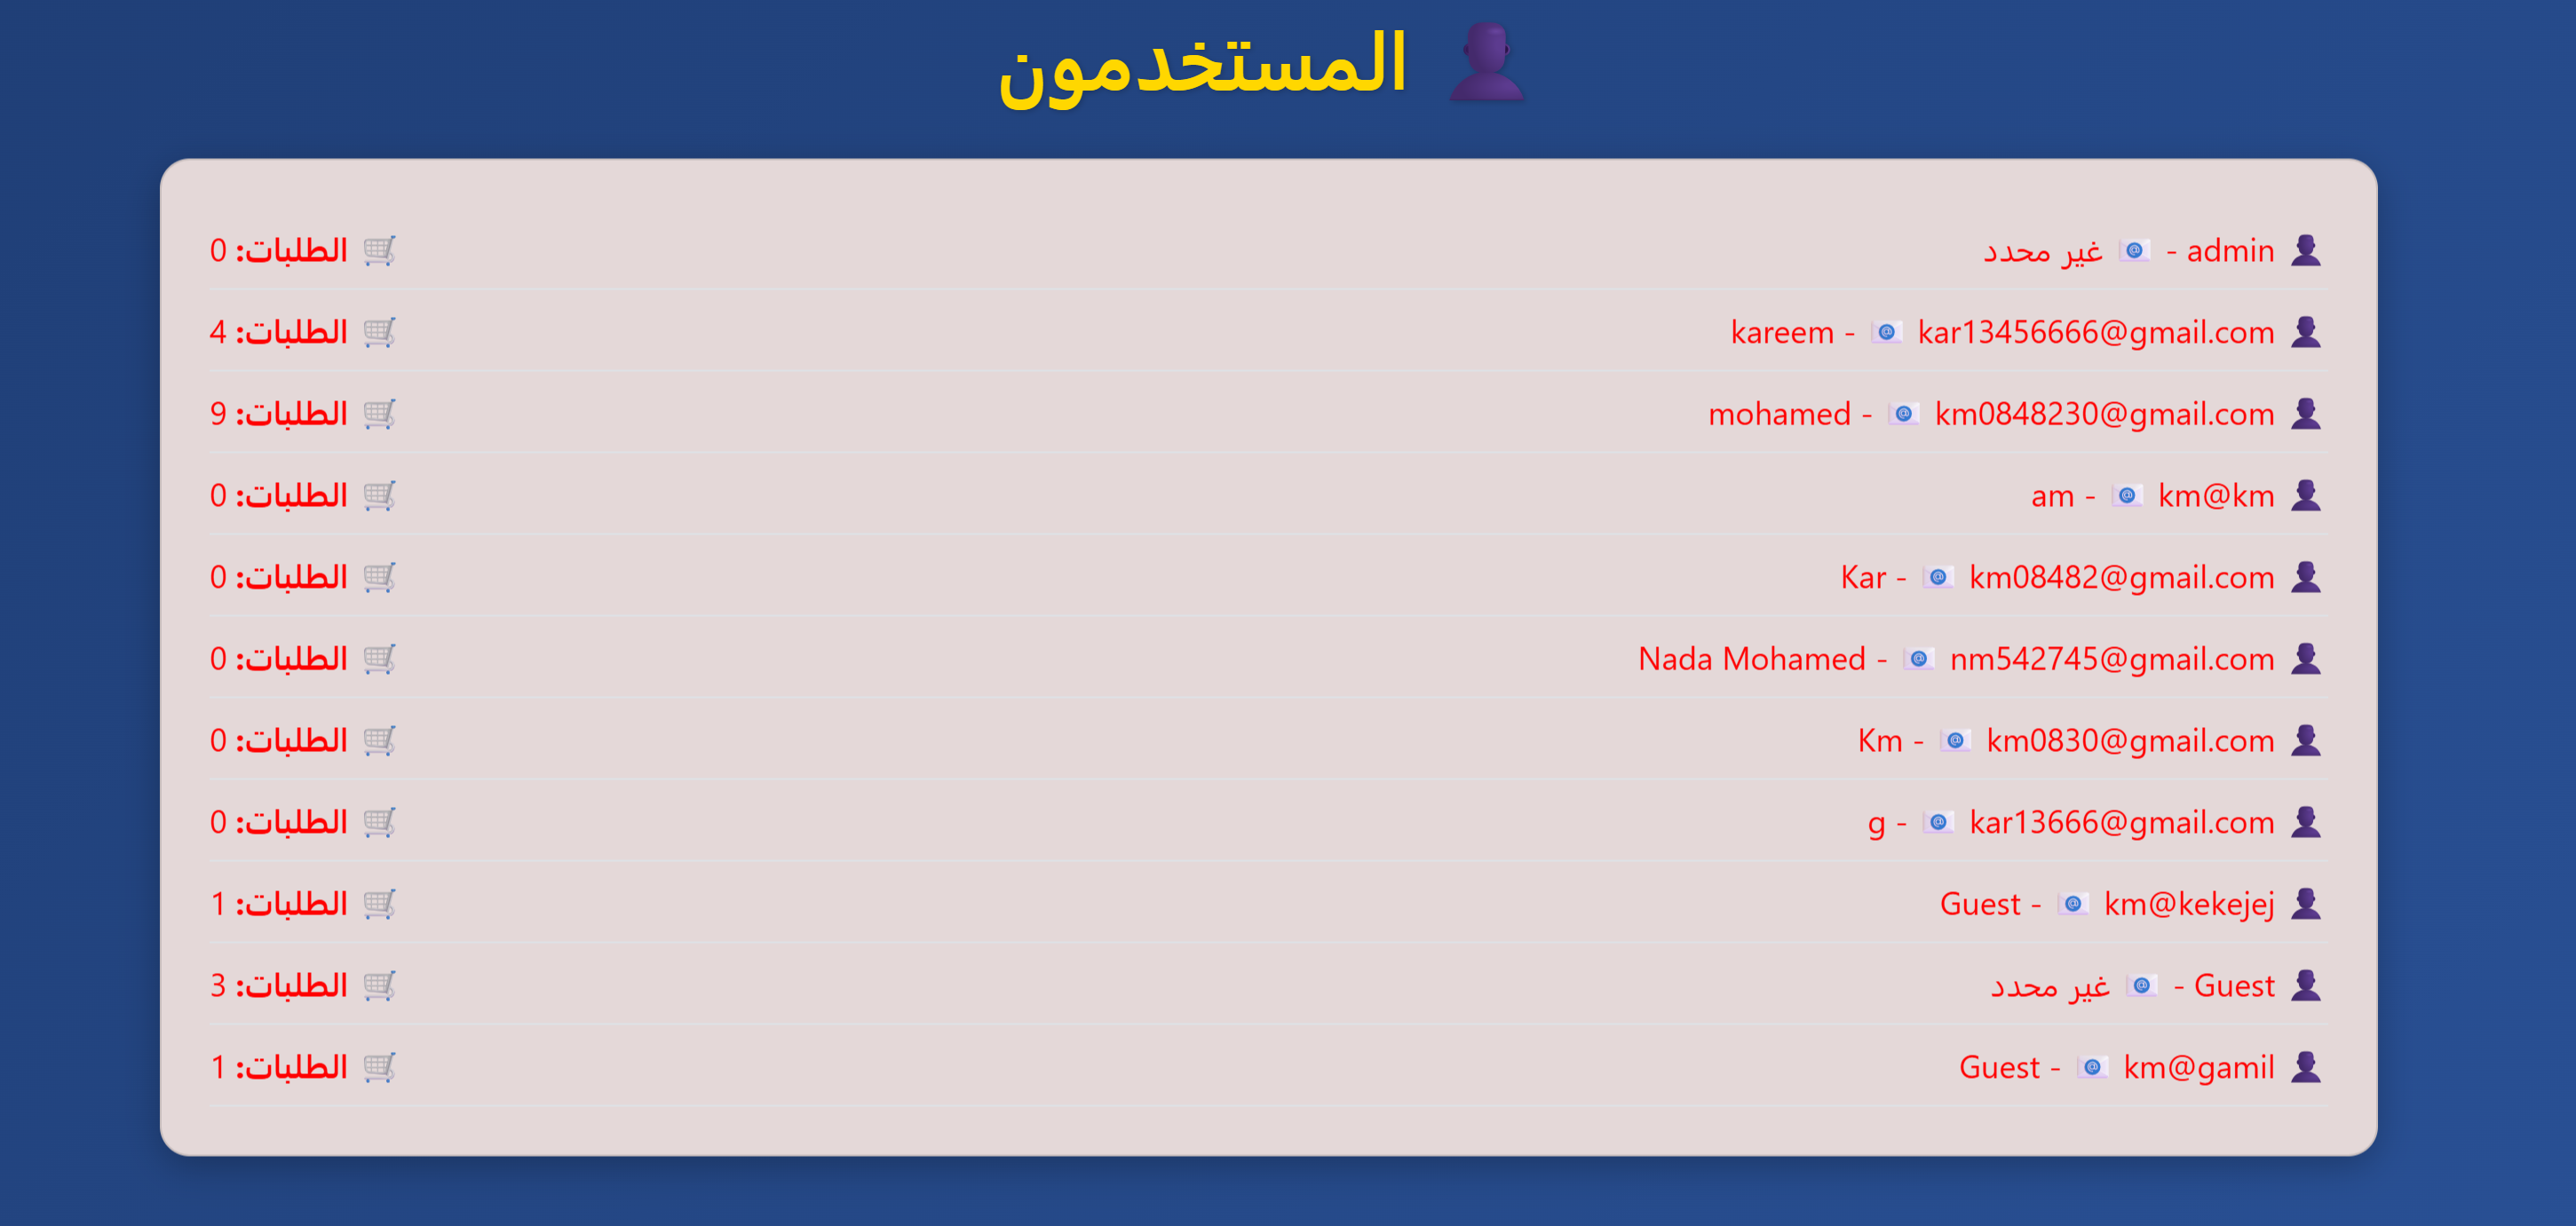 👤 المستخدمون
👤 admin - 📧 غير محدد 🛒 الطلبات: 0
👤 kareem - 📧 kar13456666@gmail.com 🛒 الطلبات: 4
👤 mohamed - 📧 km0848230@gmail.com 🛒 الطلبات: 9
👤 am - 📧 km@km 🛒 الطلبات: 0
👤 Kar - 📧 km08482@gmail.com 🛒 الطلبات: 0
👤 Nada Mohamed - 📧 nm542745@gmail.com 🛒 الطلبات: 0
👤 Km - 📧 km0830@gmail.com 🛒 الطلبات: 0
👤 g - 📧 kar13666@gmail.com 🛒 الطلبات: 0
👤 Guest - 📧 km@kekejej 🛒 الطلبات: 1
👤 Guest - 📧 غير محدد 🛒 الطلبات: 3
👤 Guest - 📧 km@gamil 🛒 الطلبات: 1